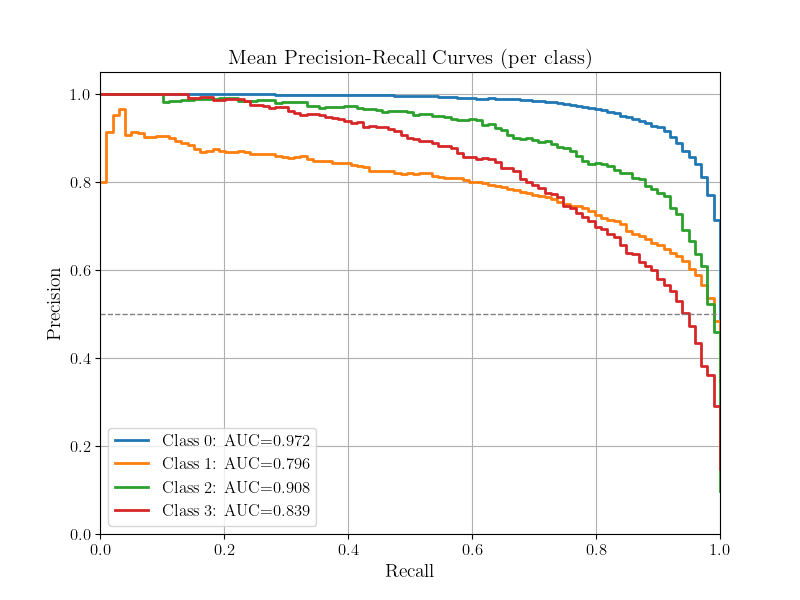 Mean Precision-Recall Curves (per class)
1.0
0.8
0.6
0.4
0.2
0.0
Precision
Class 0: AUC=0.972
Class 1: AUC=0.796
Class 2: AUC=0.908
Class 3: AUC=0.839
0.0 0.2 0.4 0.6 0.8 1.0
Recall